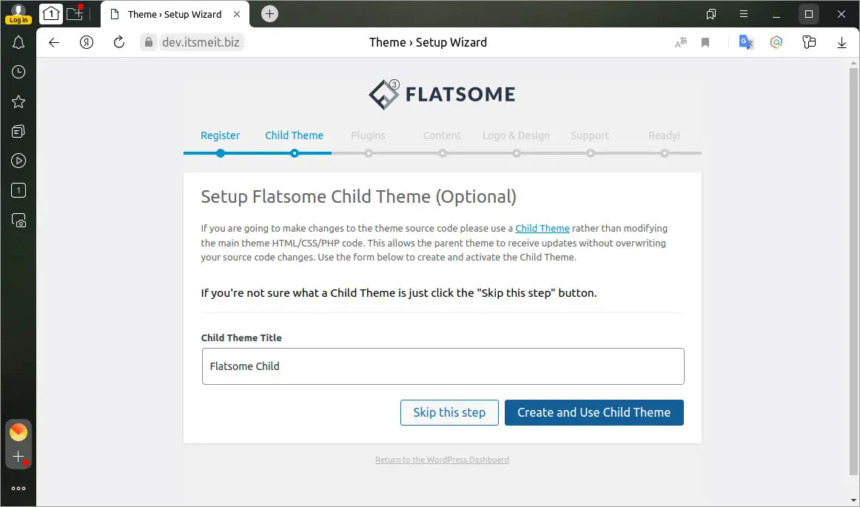 Log in
1
Theme › Setup Wizard
dev.itsmeit.biz
Theme › Setup Wizard
1
3
FLATSOME
Register
Child Theme
Plugins
Content
Logo & Design
Support
Ready!
Setup Flatsome Child Theme (Optional)
If you are going to make changes to the theme source code please use a Child Theme rather than modifying
the main theme HTML/CSS/PHP code. This allows the parent theme to receive updates without overwriting
your source code changes. Use the form below to create and activate the Child Theme.
If you're not sure what a Child Theme is just click the "Skip this step" button.
Child Theme Title
Flatsome Child
Skip this step
Create and Use Child Theme
Return to the WordPress Dashboard